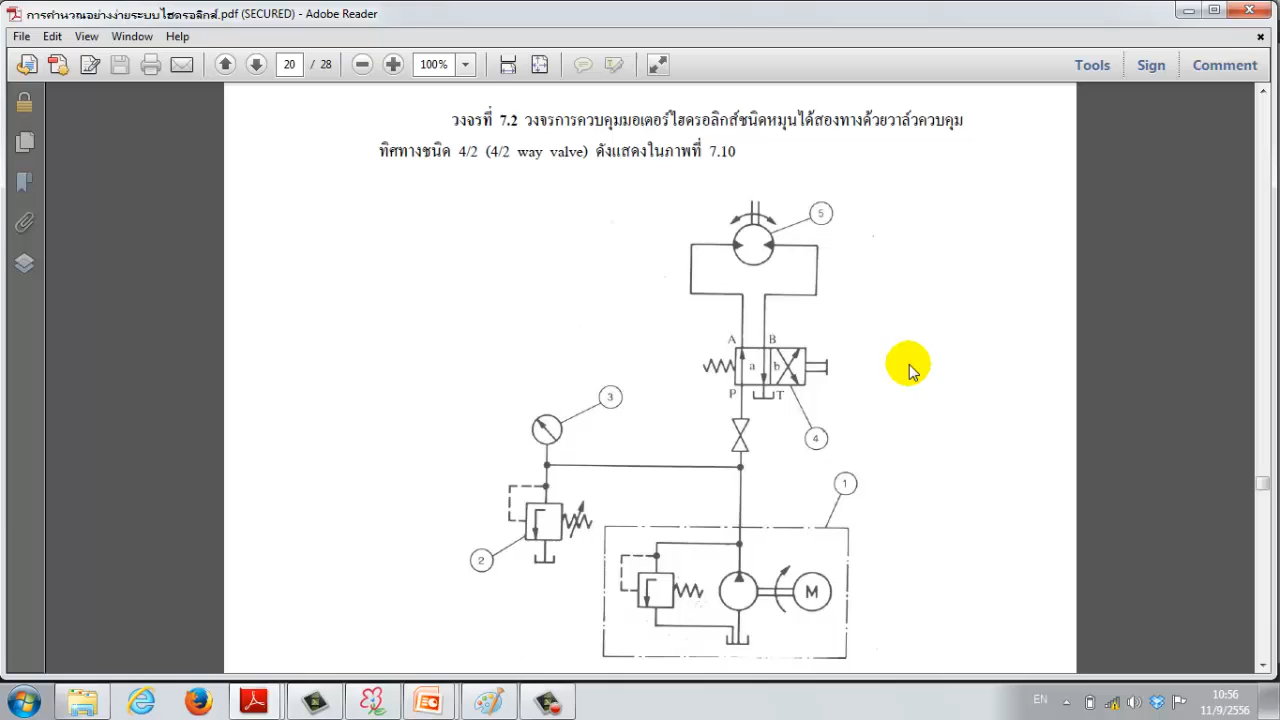 การคำนวณอย่างง่ายระบบไฮดรอลิกส์.pdf (SECURED) - Adobe Reader
File Edit View Window Help
20 / 28 100% Tools Sign Comment
วงจรที่ 7.2 วงจรการควบคุมมอเตอร์ไฮดรอลิกส์ชนิดหมุนได้สองทางด้วยวาล์วควบคุม
ทิศทางชนิด 4/2 (4/2 way valve) ดังแสดงในภาพที่ 7.10
5
A B
a b
P T
3
4
1
2
M
EN
10:56
11/9/2556